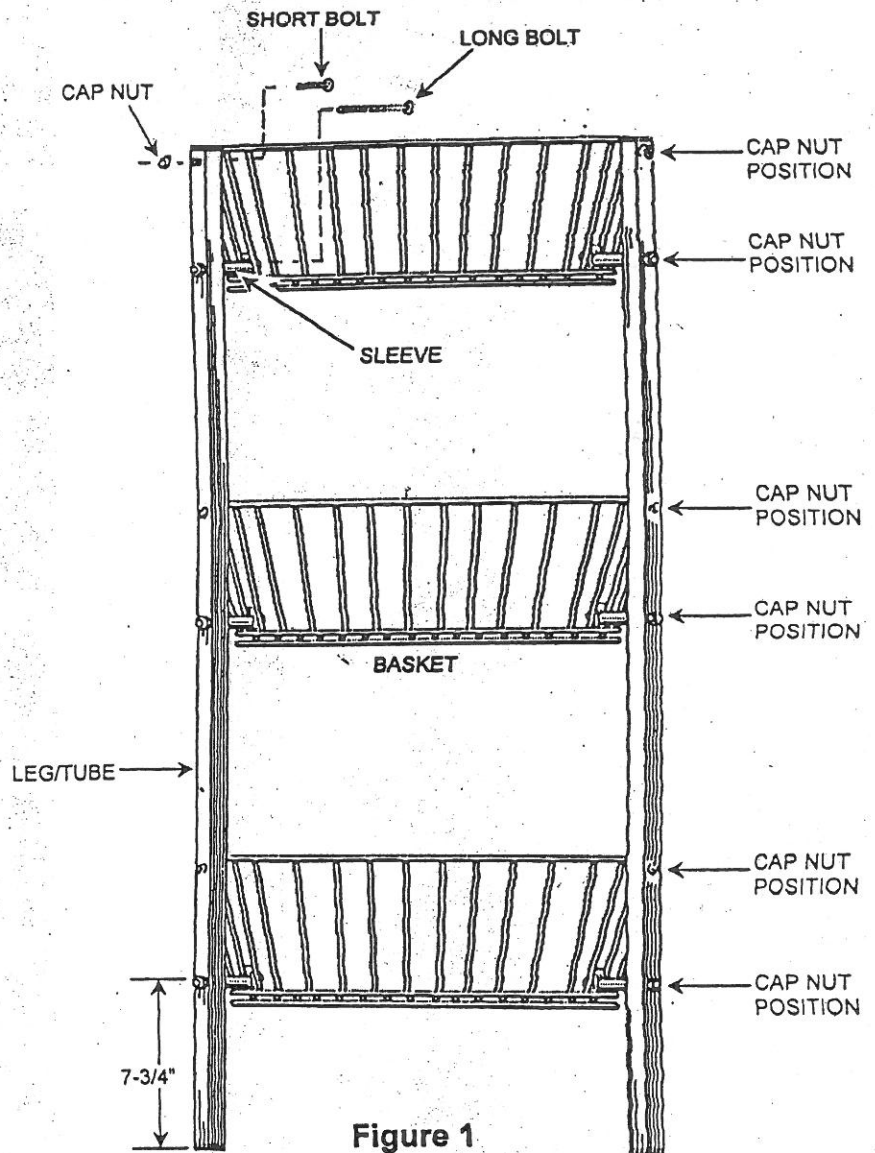 SHORT BOLT
LONG BOLT
CAP NUT
CAP NUT
POSITION
CAP NUT
POSITION
SLEEVE
CAP NUT
POSITION
CAP NUT
POSITION
BASKET
LEG/TUBE
CAP NUT
POSITION
CAP NUT
POSITION
7-3/4"
Figure 1